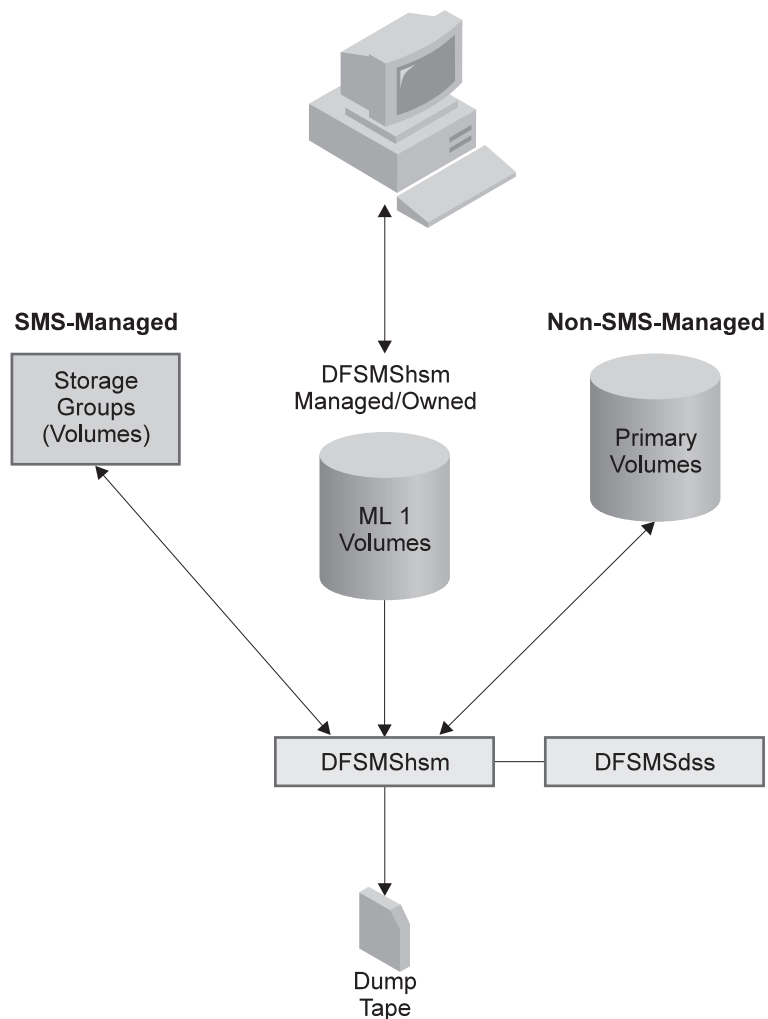 SMS-Managed
Storage
Groups
(Volumes)
DFSMShsm
Managed/Owned
ML 1
Volumes
Non-SMS-Managed
Primary
Volumes
DFSMShsm
DFSMSdss
Dump
Tape